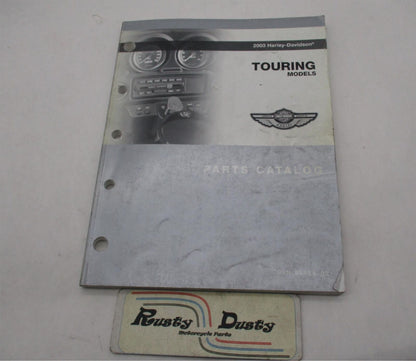 2003 Harley-Davidson®
TOURING
MODELS
PARTS CATALOG
Rusty Dusty
Motorcycle Parts